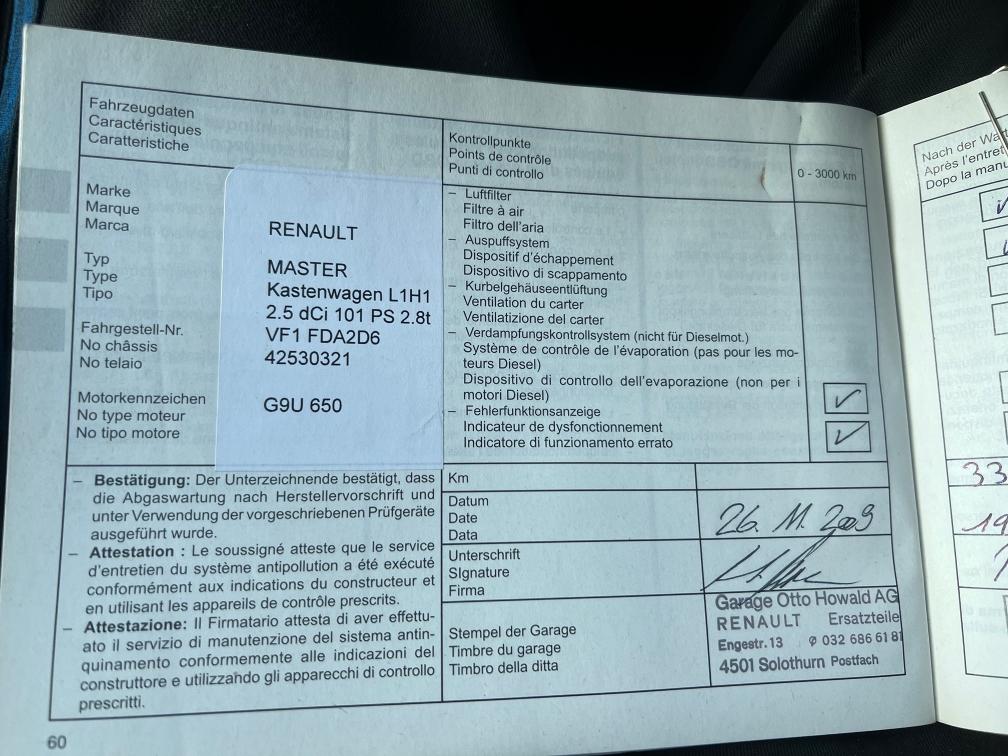 Fahrzeugdaten
Caractéristiques
Caratteristiche
Kontrollpunkte
Points de contrôle
Punti di controllo
0 - 3000 km
Marke
Marque
Marca
RENAULT
Typ
Type
Tipo
MASTER
Kastenwagen L1H1
2.5 dCi 101 PS 2.8t
Fahrgestell-Nr.
No châssis
No telaio
VF1 FDA2D6
42530321
Motorkennzeichen
No type moteur
No tipo motore
G9U 650
– Luftfilter
Filtre à air
Filtro dell'aria
– Auspuffsystem
Dispositif d'échappement
Dispositivo di scappamento
– Kurbelgehäuseentlüftung
Ventilation du carter
Ventilatizione del carter
– Verdampfungskontrollsystem (nicht für Dieselmot.)
Système de contrôle de l'évaporation (pas pour les mo-
teurs Diesel)
Dispositivo di controllo dell'evaporazione (non per i
motori Diesel)
– Fehlerfunktionsanzeige
Indicateur de dysfonctionnement
Indicatore di funzionamento errato
– Bestätigung: Der Unterzeichnende bestätigt, dass
die Abgaswartung nach Herstellervorschrift und
unter Verwendung der vorgeschriebenen Prüfgeräte
ausgeführt wurde.
– Attestation : Le soussigné atteste que le service
d'entretien du système antipollution a été exécuté
conformément aux indications du constructeur et
en utilisant les appareils de contrôle prescrits.
– Attestazione: Il Firmatario attesta di aver effettu-
ato il servizio di manutenzione del sistema antin-
quinamento conformemente alle indicazioni del
construttore e utilizzando gli apparecchi di controllo
prescritti.
Km
Datum
Date
Data
26. 11. 2009
Unterschrift
SIgnature
Firma
Stempel der Garage
Timbre du garage
Timbro della ditta
Garage Otto Howald AG
RENAULT Ersatzteile
Engestr. 13 ✆ 032 686 61 81
4501 Solothurn Postfach
60
Nach der Wa
Après l'entret
Dopo la manu
33
19